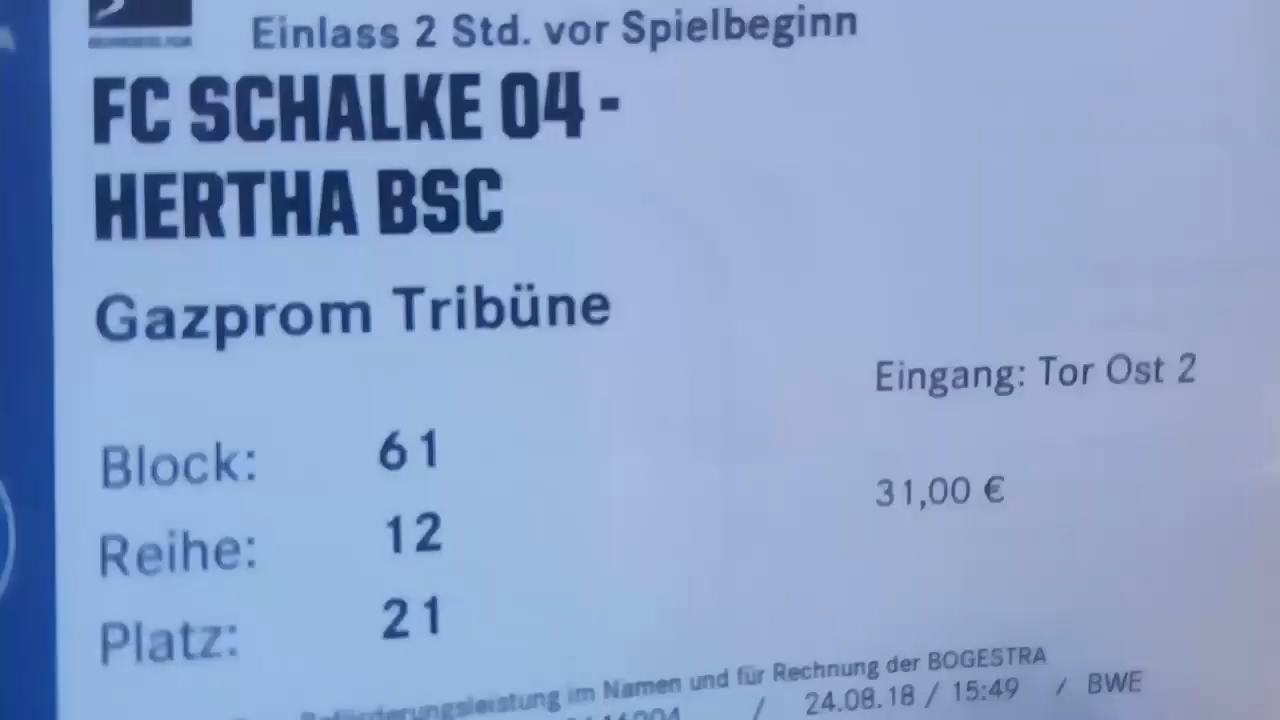 Einlass 2 Std. vor Spielbeginn
FC SCHALKE 04 -
HERTHA BSC
Gazprom Tribüne
Eingang: Tor Ost 2
Block: 61
31,00 €
Reihe: 12
Platz: 21
Beförderungsleistung im Namen und für Rechnung der BOGESTRA
/ 24.08.18 / 15:49 / BWE